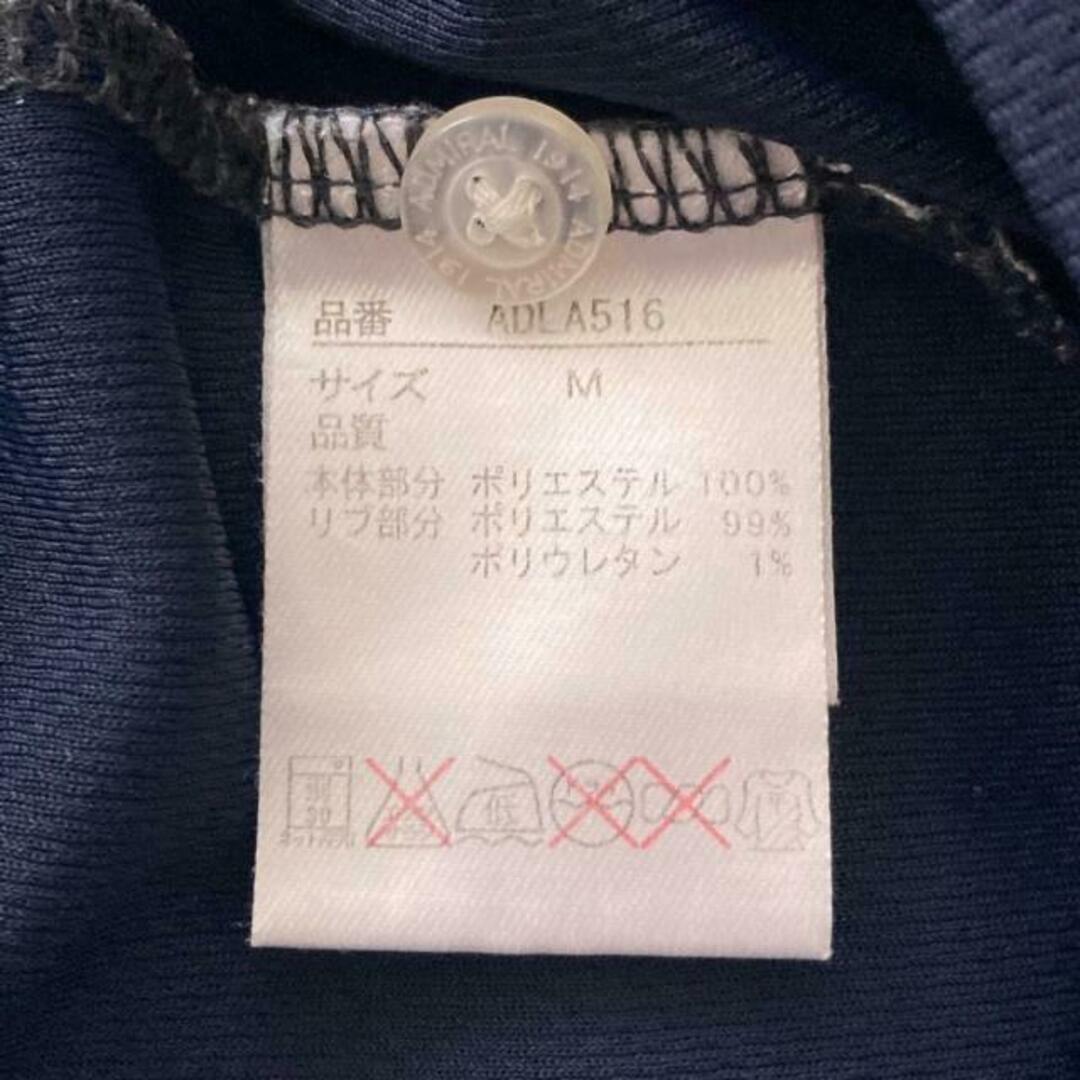 ADMIRAL 1914 ADMIRAL 1914
品番 ADLA516
サイズ M
品質
本体部分 ポリエステル 100%
リブ部分 ポリエステル 99%
ポリウレタン 1%
低
30